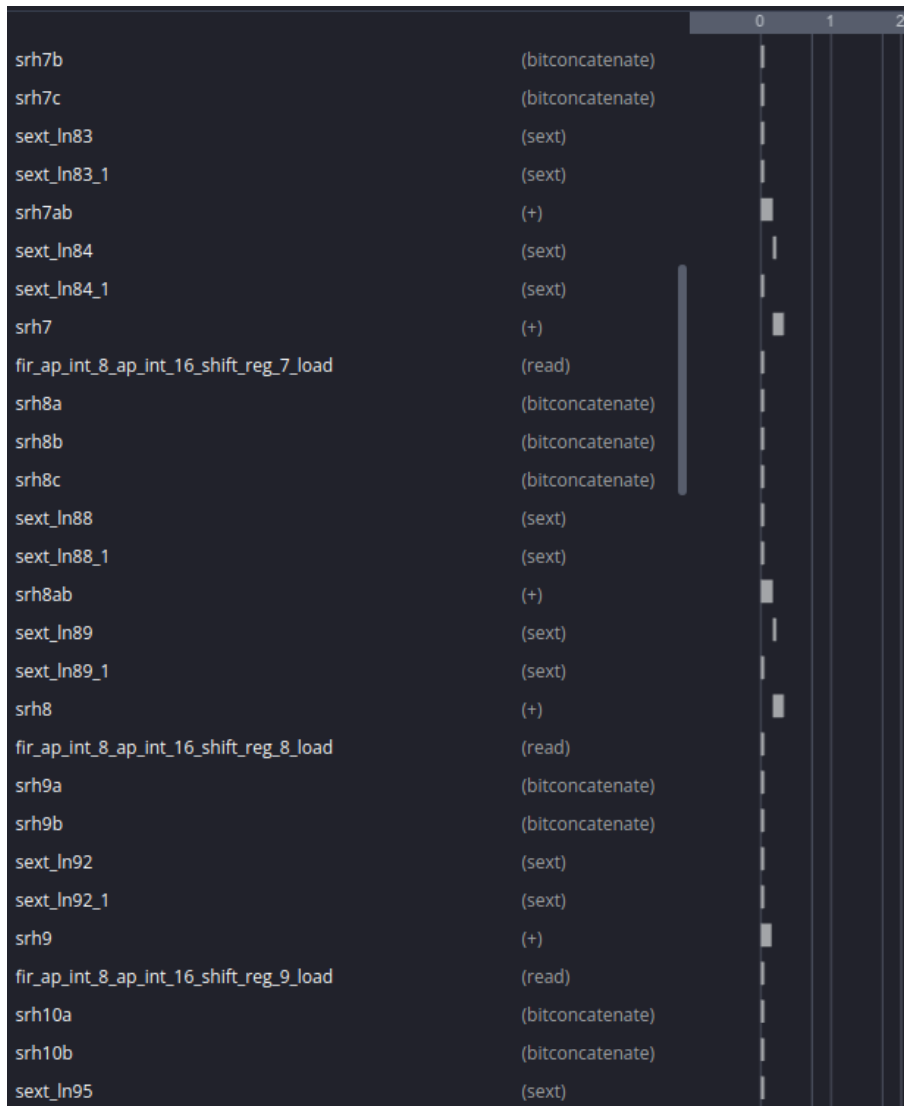 0 1 2
srh7b (bitconcatenate)
srh7c (bitconcatenate)
sext_ln83 (sext)
sext_ln83_1 (sext)
srh7ab (+)
sext_ln84 (sext)
sext_ln84_1 (sext)
srh7 (+)
fir_ap_int_8_ap_int_16_shift_reg_7_load (read)
srh8a (bitconcatenate)
srh8b (bitconcatenate)
srh8c (bitconcatenate)
sext_ln88 (sext)
sext_ln88_1 (sext)
srh8ab (+)
sext_ln89 (sext)
sext_ln89_1 (sext)
srh8 (+)
fir_ap_int_8_ap_int_16_shift_reg_8_load (read)
srh9a (bitconcatenate)
srh9b (bitconcatenate)
sext_ln92 (sext)
sext_ln92_1 (sext)
srh9 (+)
fir_ap_int_8_ap_int_16_shift_reg_9_load (read)
srh10a (bitconcatenate)
srh10b (bitconcatenate)
sext_ln95 (sext)